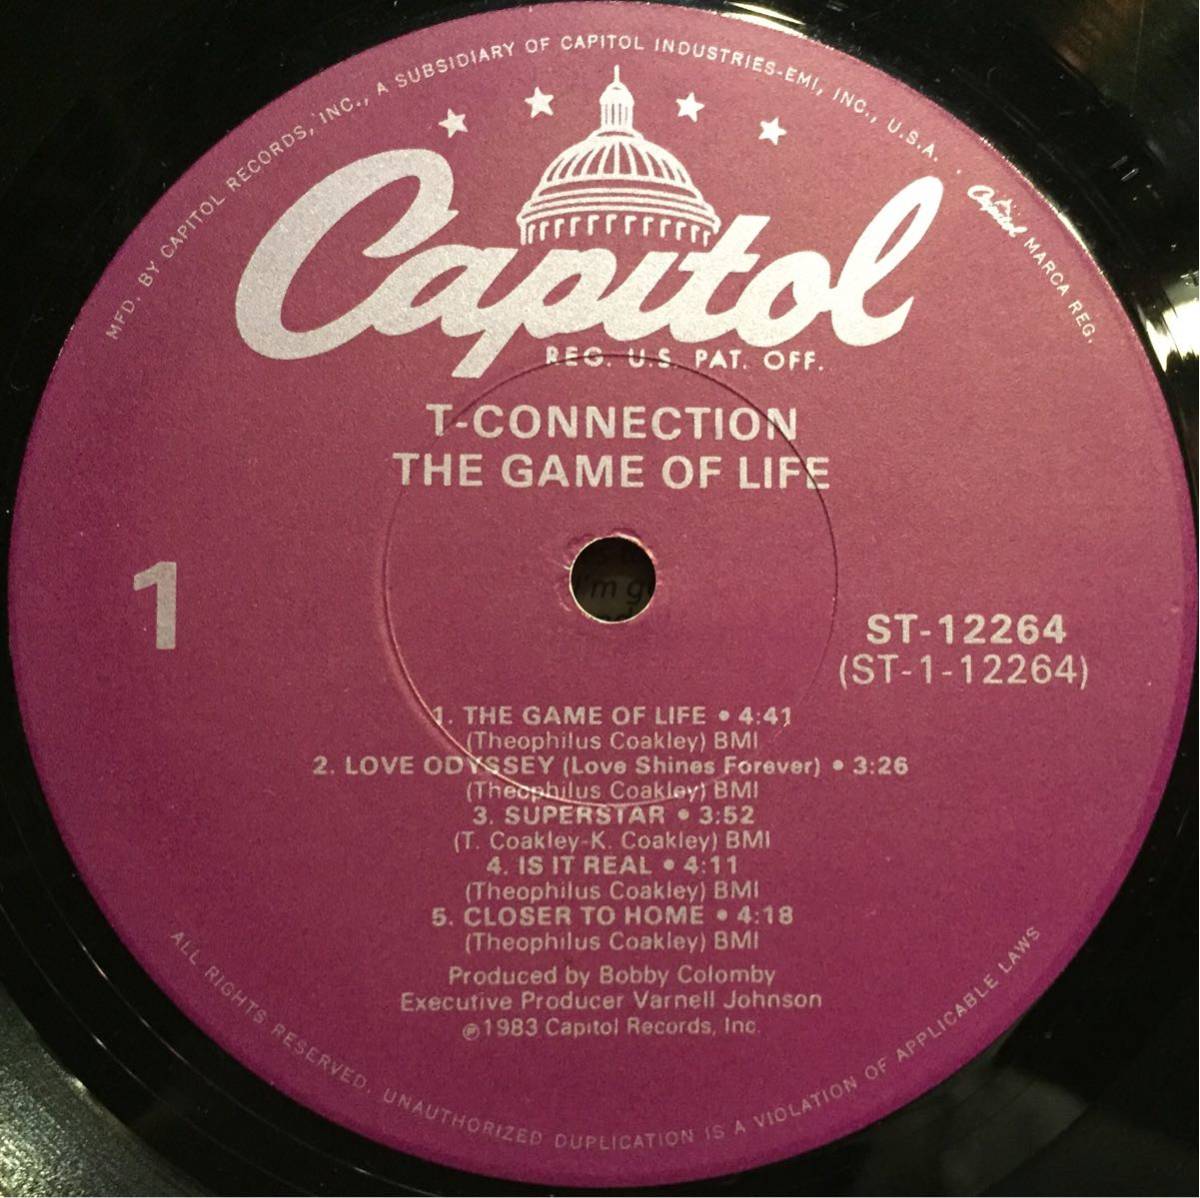 MFD. BY CAPITOL RECORDS, INC., A SUBSIDIARY OF CAPITOL INDUSTRIES-EMI, INC., U.S.A. Capitol MARCA REG.
Capitol
REG. U.S. PAT. OFF.
T-CONNECTION
THE GAME OF LIFE
1
ST-12264
(ST-1-12264)
1. THE GAME OF LIFE • 4:41
(Theophilus Coakley) BMI
2. LOVE ODYSSEY (Love Shines Forever) • 3:26
(Theophilus Coakley) BMI
3. SUPERSTAR • 3:52
(T. Coakley-K. Coakley) BMI
4. IS IT REAL • 4:11
(Theophilus Coakley) BMI
5. CLOSER TO HOME • 4:18
(Theophilus Coakley) BMI
Produced by Bobby Colomby
Executive Producer Varnell Johnson
℗1983 Capitol Records, Inc.
ALL RIGHTS RESERVED. UNAUTHORIZED DUPLICATION IS A VIOLATION OF APPLICABLE LAWS